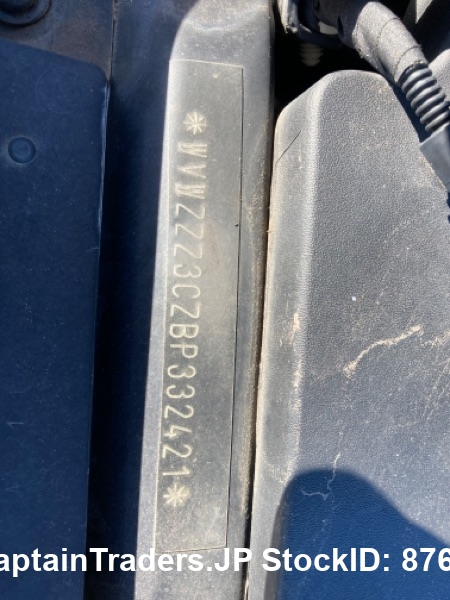 *WVWZZZ3CZBP332421*
aptainTraders.JP StockID: 876